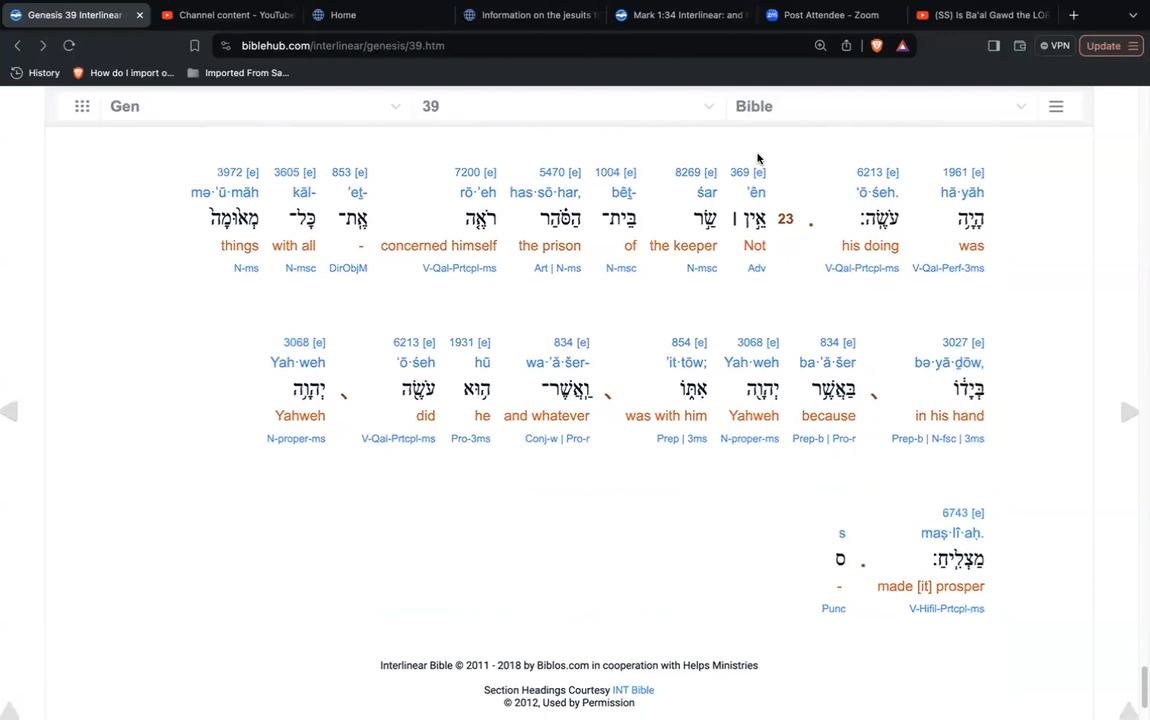 Genesis 39 Interlinear
Channel content - YouTube
Home
Information on the jesuits
Mark 1:34 Interlinear: and
Post Attendee - Zoom
(SS) Is Ba'al Gawd the LO
biblehub.com/interlinear/genesis/39.htm
VPN
Update
History
How do I import o...
Imported From Sa...
Gen
39
Bible
3972 [e] 3605 [e] 853 [e] 7200 [e] 5470 [e] 1004 [e] 8269 [e] 369 [e] 6213 [e] 1961 [e]
mə·’ū·māh kāl- ’eṯ- rō·’eh has·sō·har, bêṯ- śar ’ên ‘ō·śeh. hā·yāh
הָיָ֥ה עֹשֶֽׂה׃ . 23 אֵ֣ין ׀ שַׂ֣ר בֵּית־ הַסֹּ֗הַר רֹאֶ֤ה אֶֽת־ כָּל־ מְא֙וּמָה֙
things with all - concerned himself the prison of the keeper Not his doing was
N-ms N-msc DirObjM V-Qal-Prtcpl-ms Art | N-ms N-msc N-msc Adv V-Qal-Prtcpl-ms V-Qal-Perf-3ms
3068 [e] 6213 [e] 1931 [e] 834 [e] 854 [e] 3068 [e] 834 [e] 3027 [e]
Yah·weh ‘ō·śeh hū wa·’ă·šer- ’it·tōw; Yah·weh ba·’ă·šer bə·yā·ḏōw,
בְּיָד֔וֹ 、 בַּאֲשֶׁ֥ר יְהוָ֖ה אִתּ֑וֹ 、 וַֽאֲשֶׁר־ ה֥וּא עֹשֶׂ֖ה 、 יְהוָ֥ה
Yahweh did he and whatever was with him Yahweh because in his hand
N-proper-ms V-Qal-Prtcpl-ms Pro-3ms Conj-w | Pro-r Prep | 3ms N-proper-ms Prep-b | Pro-r Prep-b | N-fsc | 3ms
6743 [e]
s maṣ·lî·aḥ.
מַצְלִֽיחַ׃ . ס
- made [it] prosper
Punc V-Hifil-Prtcpl-ms
Interlinear Bible © 2011 - 2018 by Biblos.com in cooperation with Helps Ministries
Section Headings Courtesy INT Bible
© 2012, Used by Permission